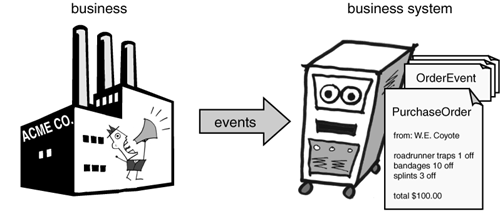 business
business system
ACME CO.
events
OrderEvent
PurchaseOrder
from: W.E. Coyote
roadrunner traps 1 off
bandages 10 off
splints 3 off
total $100.00